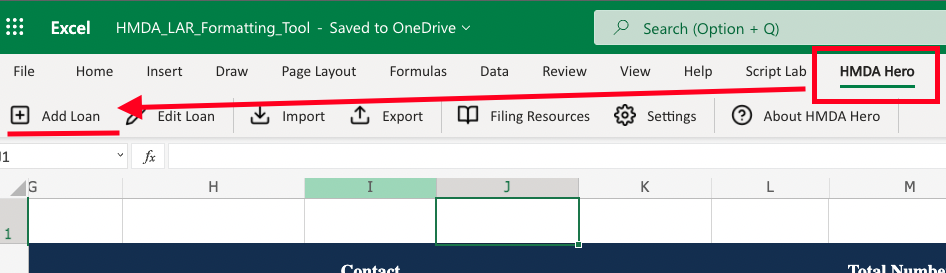 Excel HMDA_LAR_Formatting_Tool - Saved to OneDrive Search (Option + Q)
File Home Insert Draw Page Layout Formulas Data Review View Help Script Lab HMDA Hero
Add Loan Edit Loan Import Export Filing Resources Settings About HMDA Hero
J1 fx
G H I J K L M
1
Contact Total Numbe